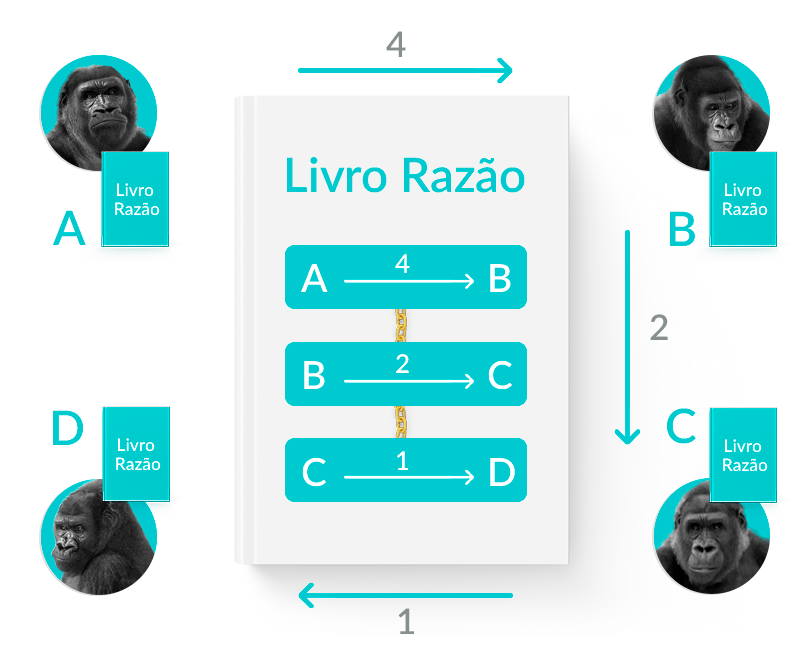 4
Livro
Razão
A
Livro Razão
Livro
Razão
B
A 4 B
B 2 C
C 1 D
2
D
Livro
Razão
C
Livro
Razão
1